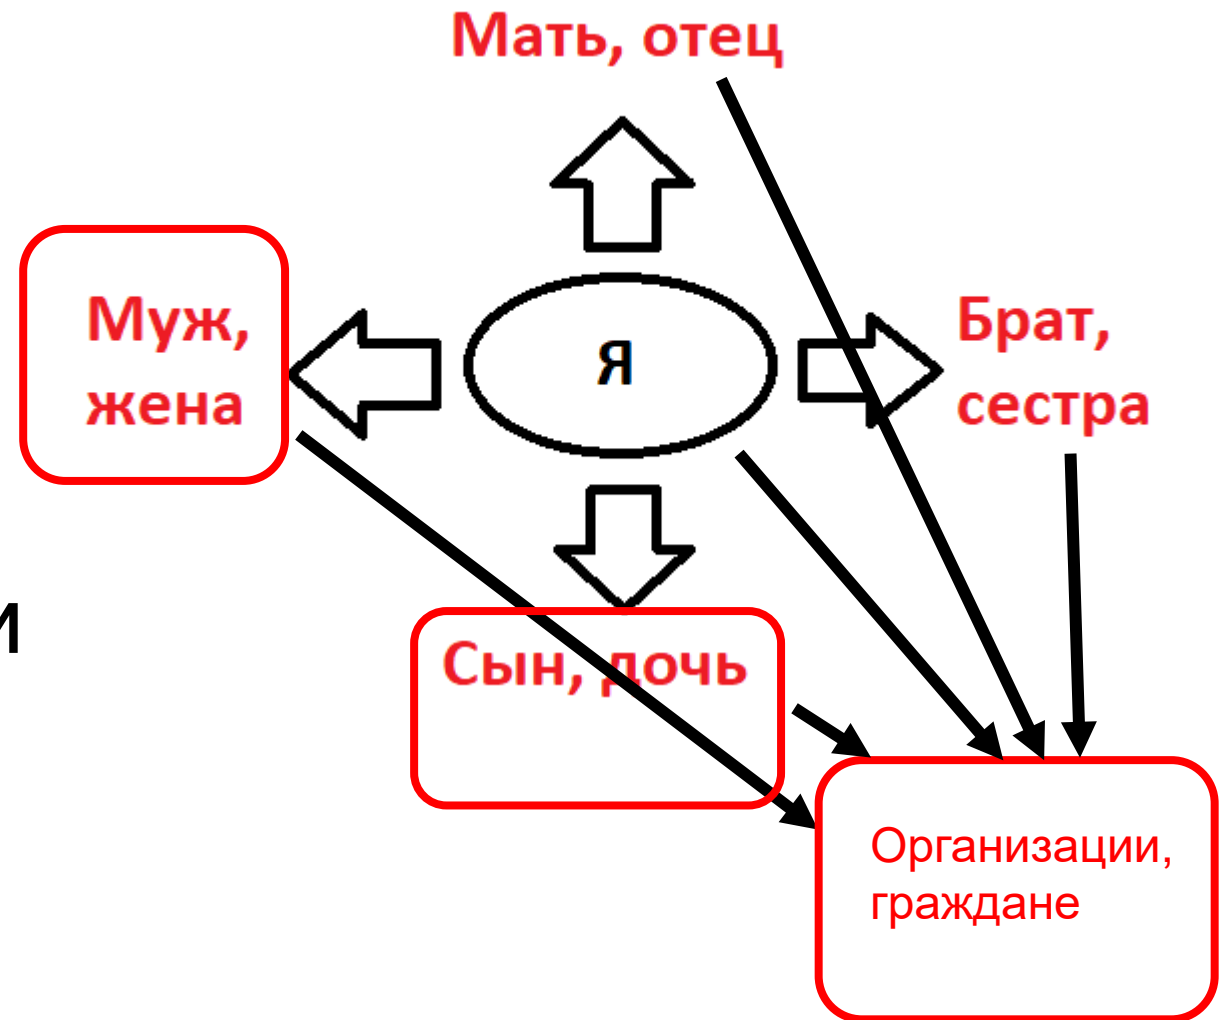 Мать, отец
Муж,
жена
Я
Брат,
сестра
и
Сын, дочь
Организации,
граждане